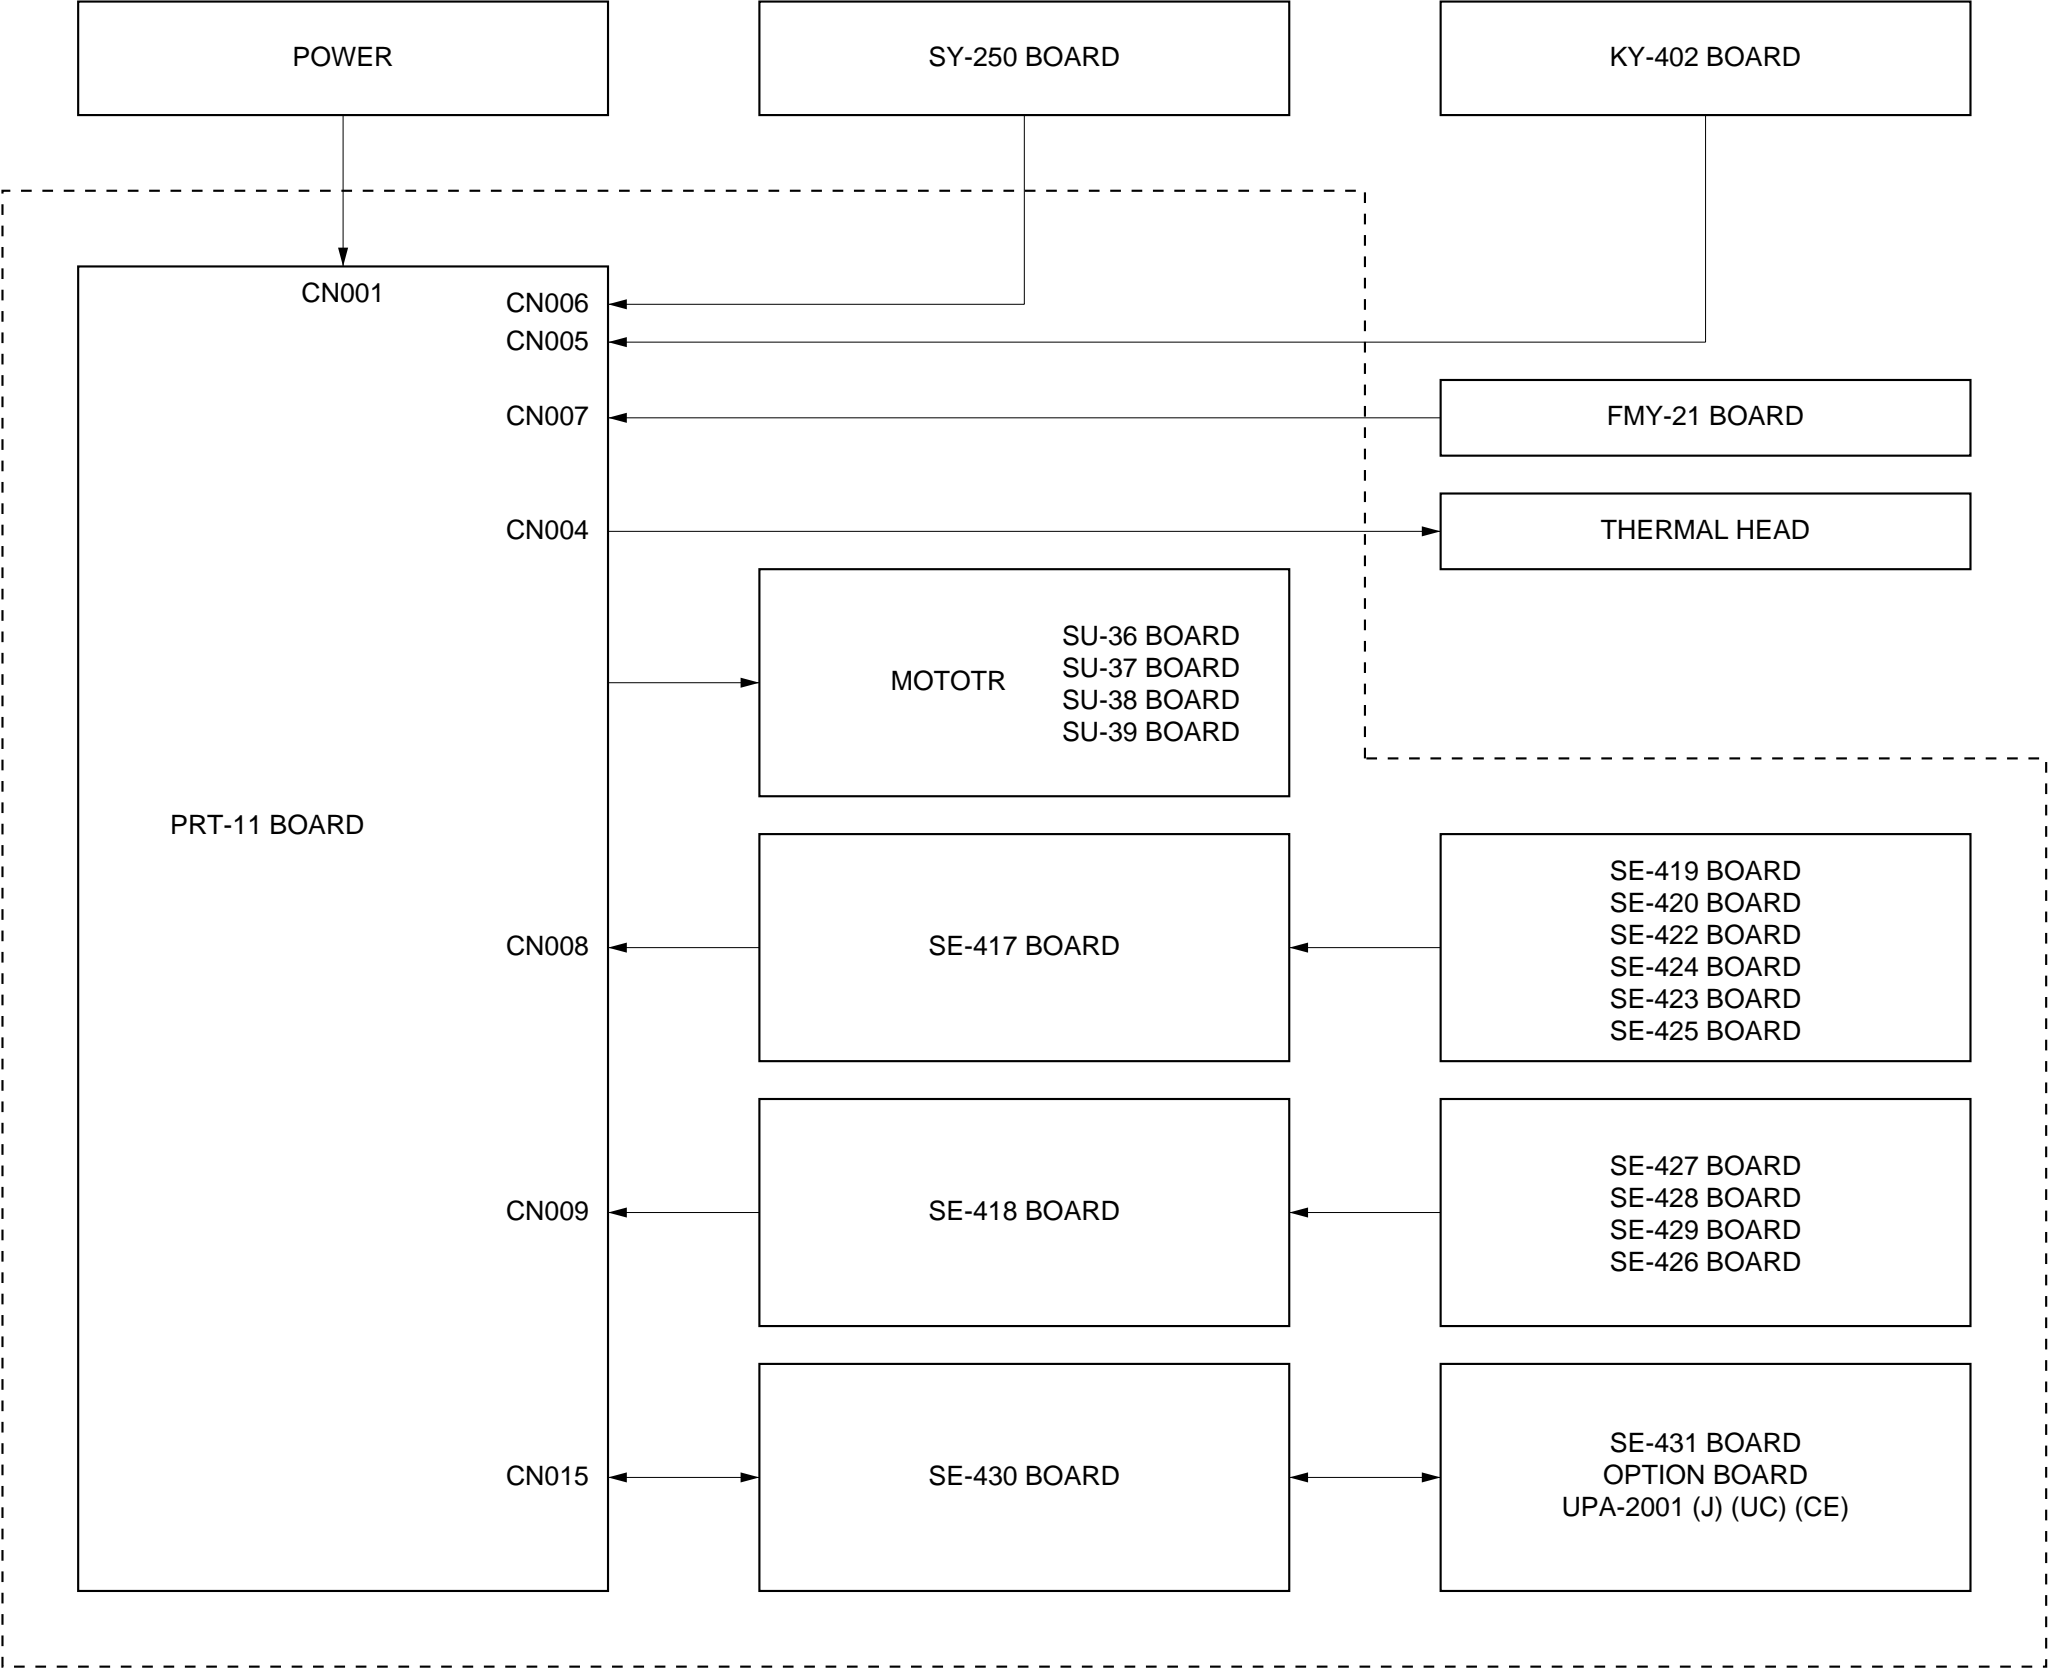 POWER
SY-250 BOARD
KY-402 BOARD
CN001
CN006
CN005
CN007
FMY-21 BOARD
CN004
THERMAL HEAD
MOTOTR
SU-36 BOARD
SU-37 BOARD
SU-38 BOARD
SU-39 BOARD
PRT-11 BOARD
CN008
SE-417 BOARD
SE-419 BOARD
SE-420 BOARD
SE-422 BOARD
SE-424 BOARD
SE-423 BOARD
SE-425 BOARD
CN009
SE-418 BOARD
SE-427 BOARD
SE-428 BOARD
SE-429 BOARD
SE-426 BOARD
CN015
SE-430 BOARD
SE-431 BOARD
OPTION BOARD
UPA-2001 (J) (UC) (CE)